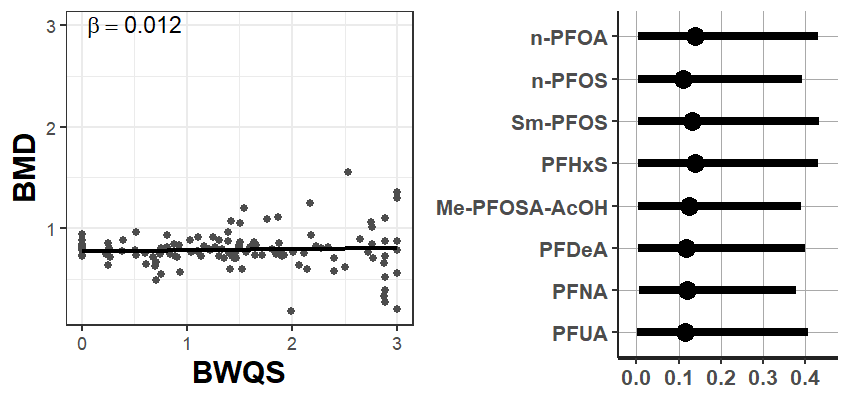 β = 0.012
3
2
1
BMD
0 1 2 3
BWQS
n-PFOA
n-PFOS
Sm-PFOS
PFHxS
Me-PFOSA-AcOH
PFDeA
PFNA
PFUA
0.0 0.1 0.2 0.3 0.4